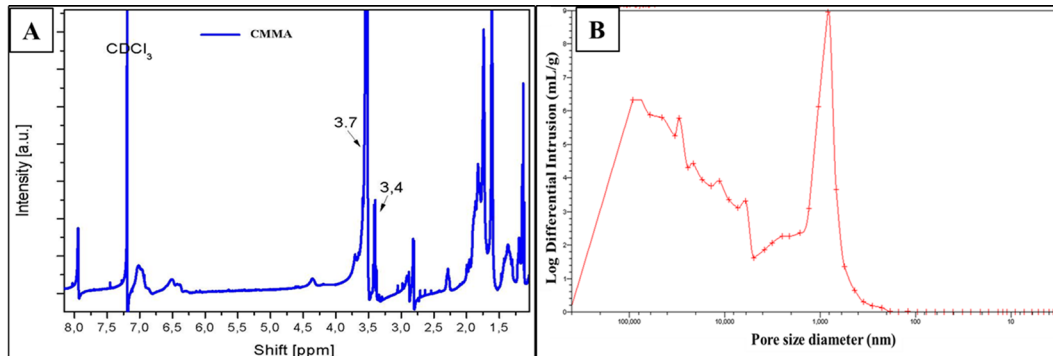 A
CMMA
CDCl3
3.7
3,4
Intensity [a.u.]
8,0 7,5 7,0 6,5 6,0 5,5 5,0 4,5 4,0 3,5 3,0 2,5 2,0 1,5
Shift [ppm]
B
Log Differential Intrusion (mL/g)
9
8
7
6
5
4
3
2
1
0
100,000 10,000 1,000 100 10
Pore size diameter (nm)